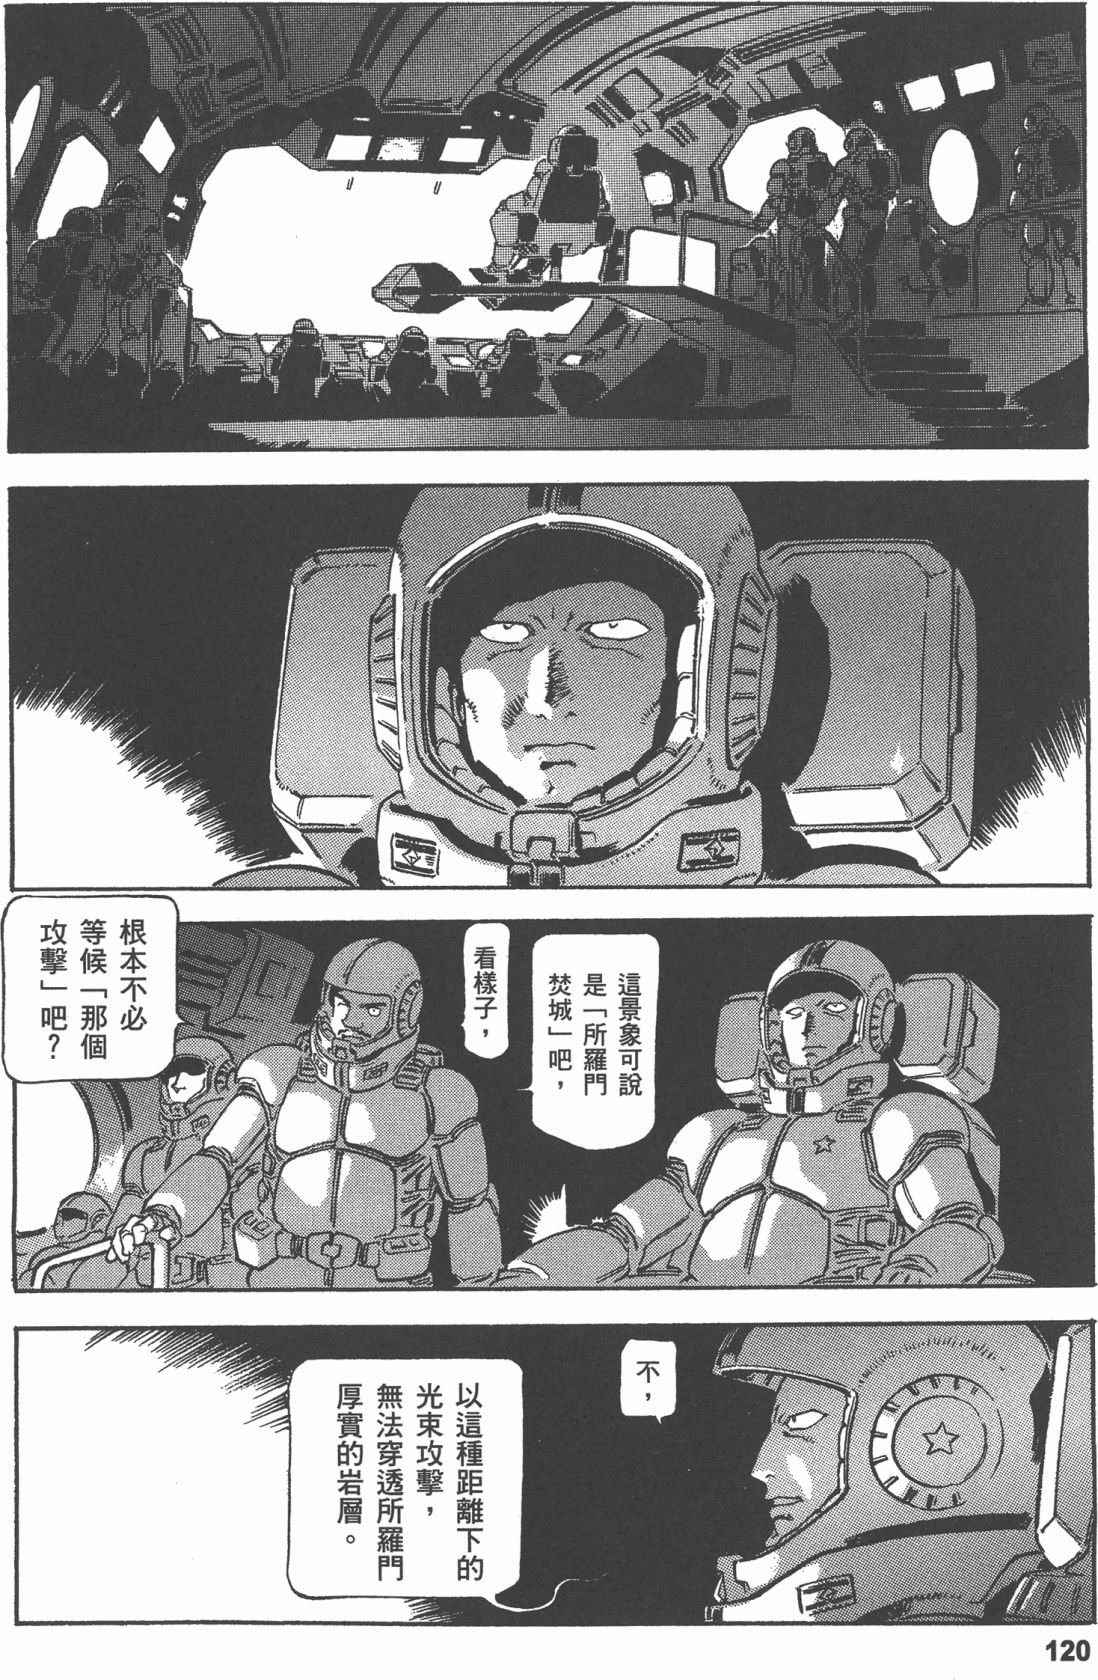 這景象可說
是「所羅門
焚城」吧，
看樣子，
根本不必
等候「那個
攻擊」吧？
不，
以這種距離下的
光束攻擊，
無法穿透所羅門
厚實的岩層。
120